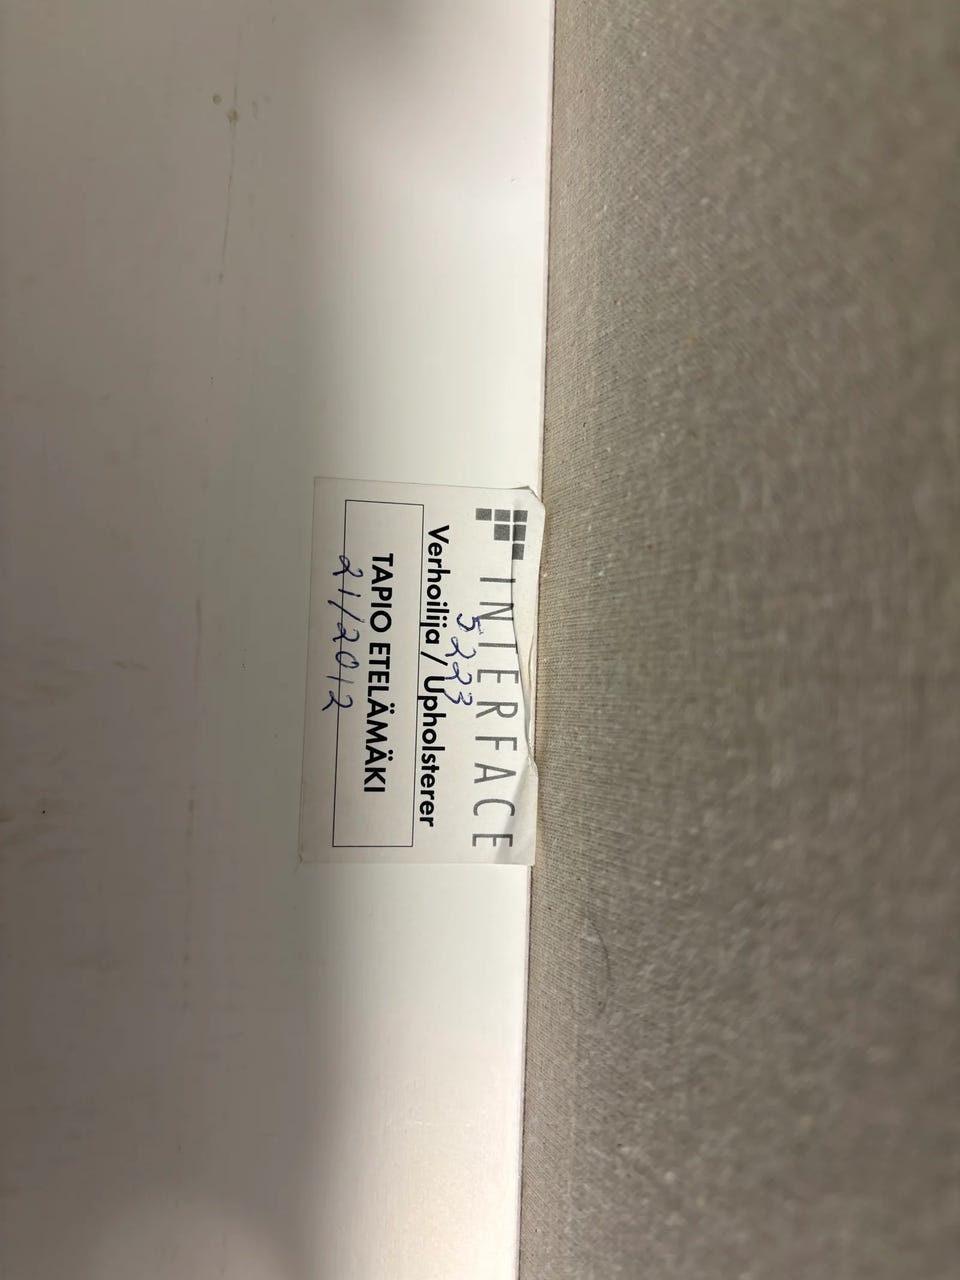 INTERFACE
5223
Verhoilija / Upholsterer
TAPIO ETELÄMÄKI
21/2012